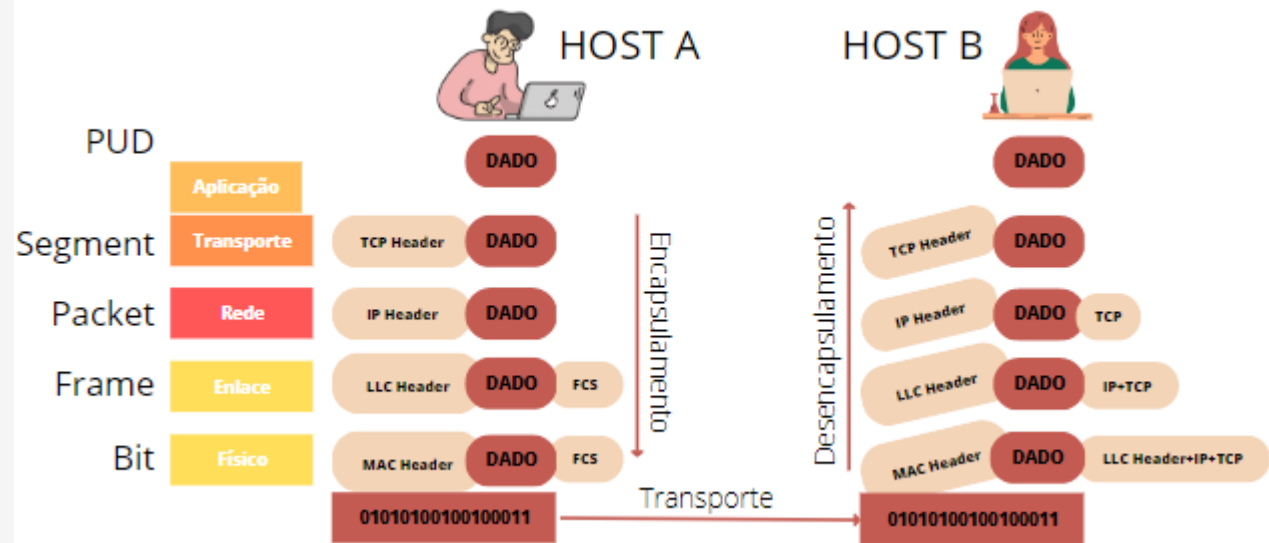 HOST A
HOST B
PUD
DADO
DADO
Aplicação
Segment
Transporte
TCP Header
DADO
Encapsulamento
Desencapsulamento
TCP Header
DADO
Packet
Rede
IP Header
DADO
IP Header
DADO
TCP
Frame
Enlace
LLC Header
DADO
FCS
LLC Header
DADO
IP+TCP
Bit
Físico
MAC Header
DADO
FCS
MAC Header
DADO
LLC Header+IP+TCP
01010100100100011
Transporte
01010100100100011